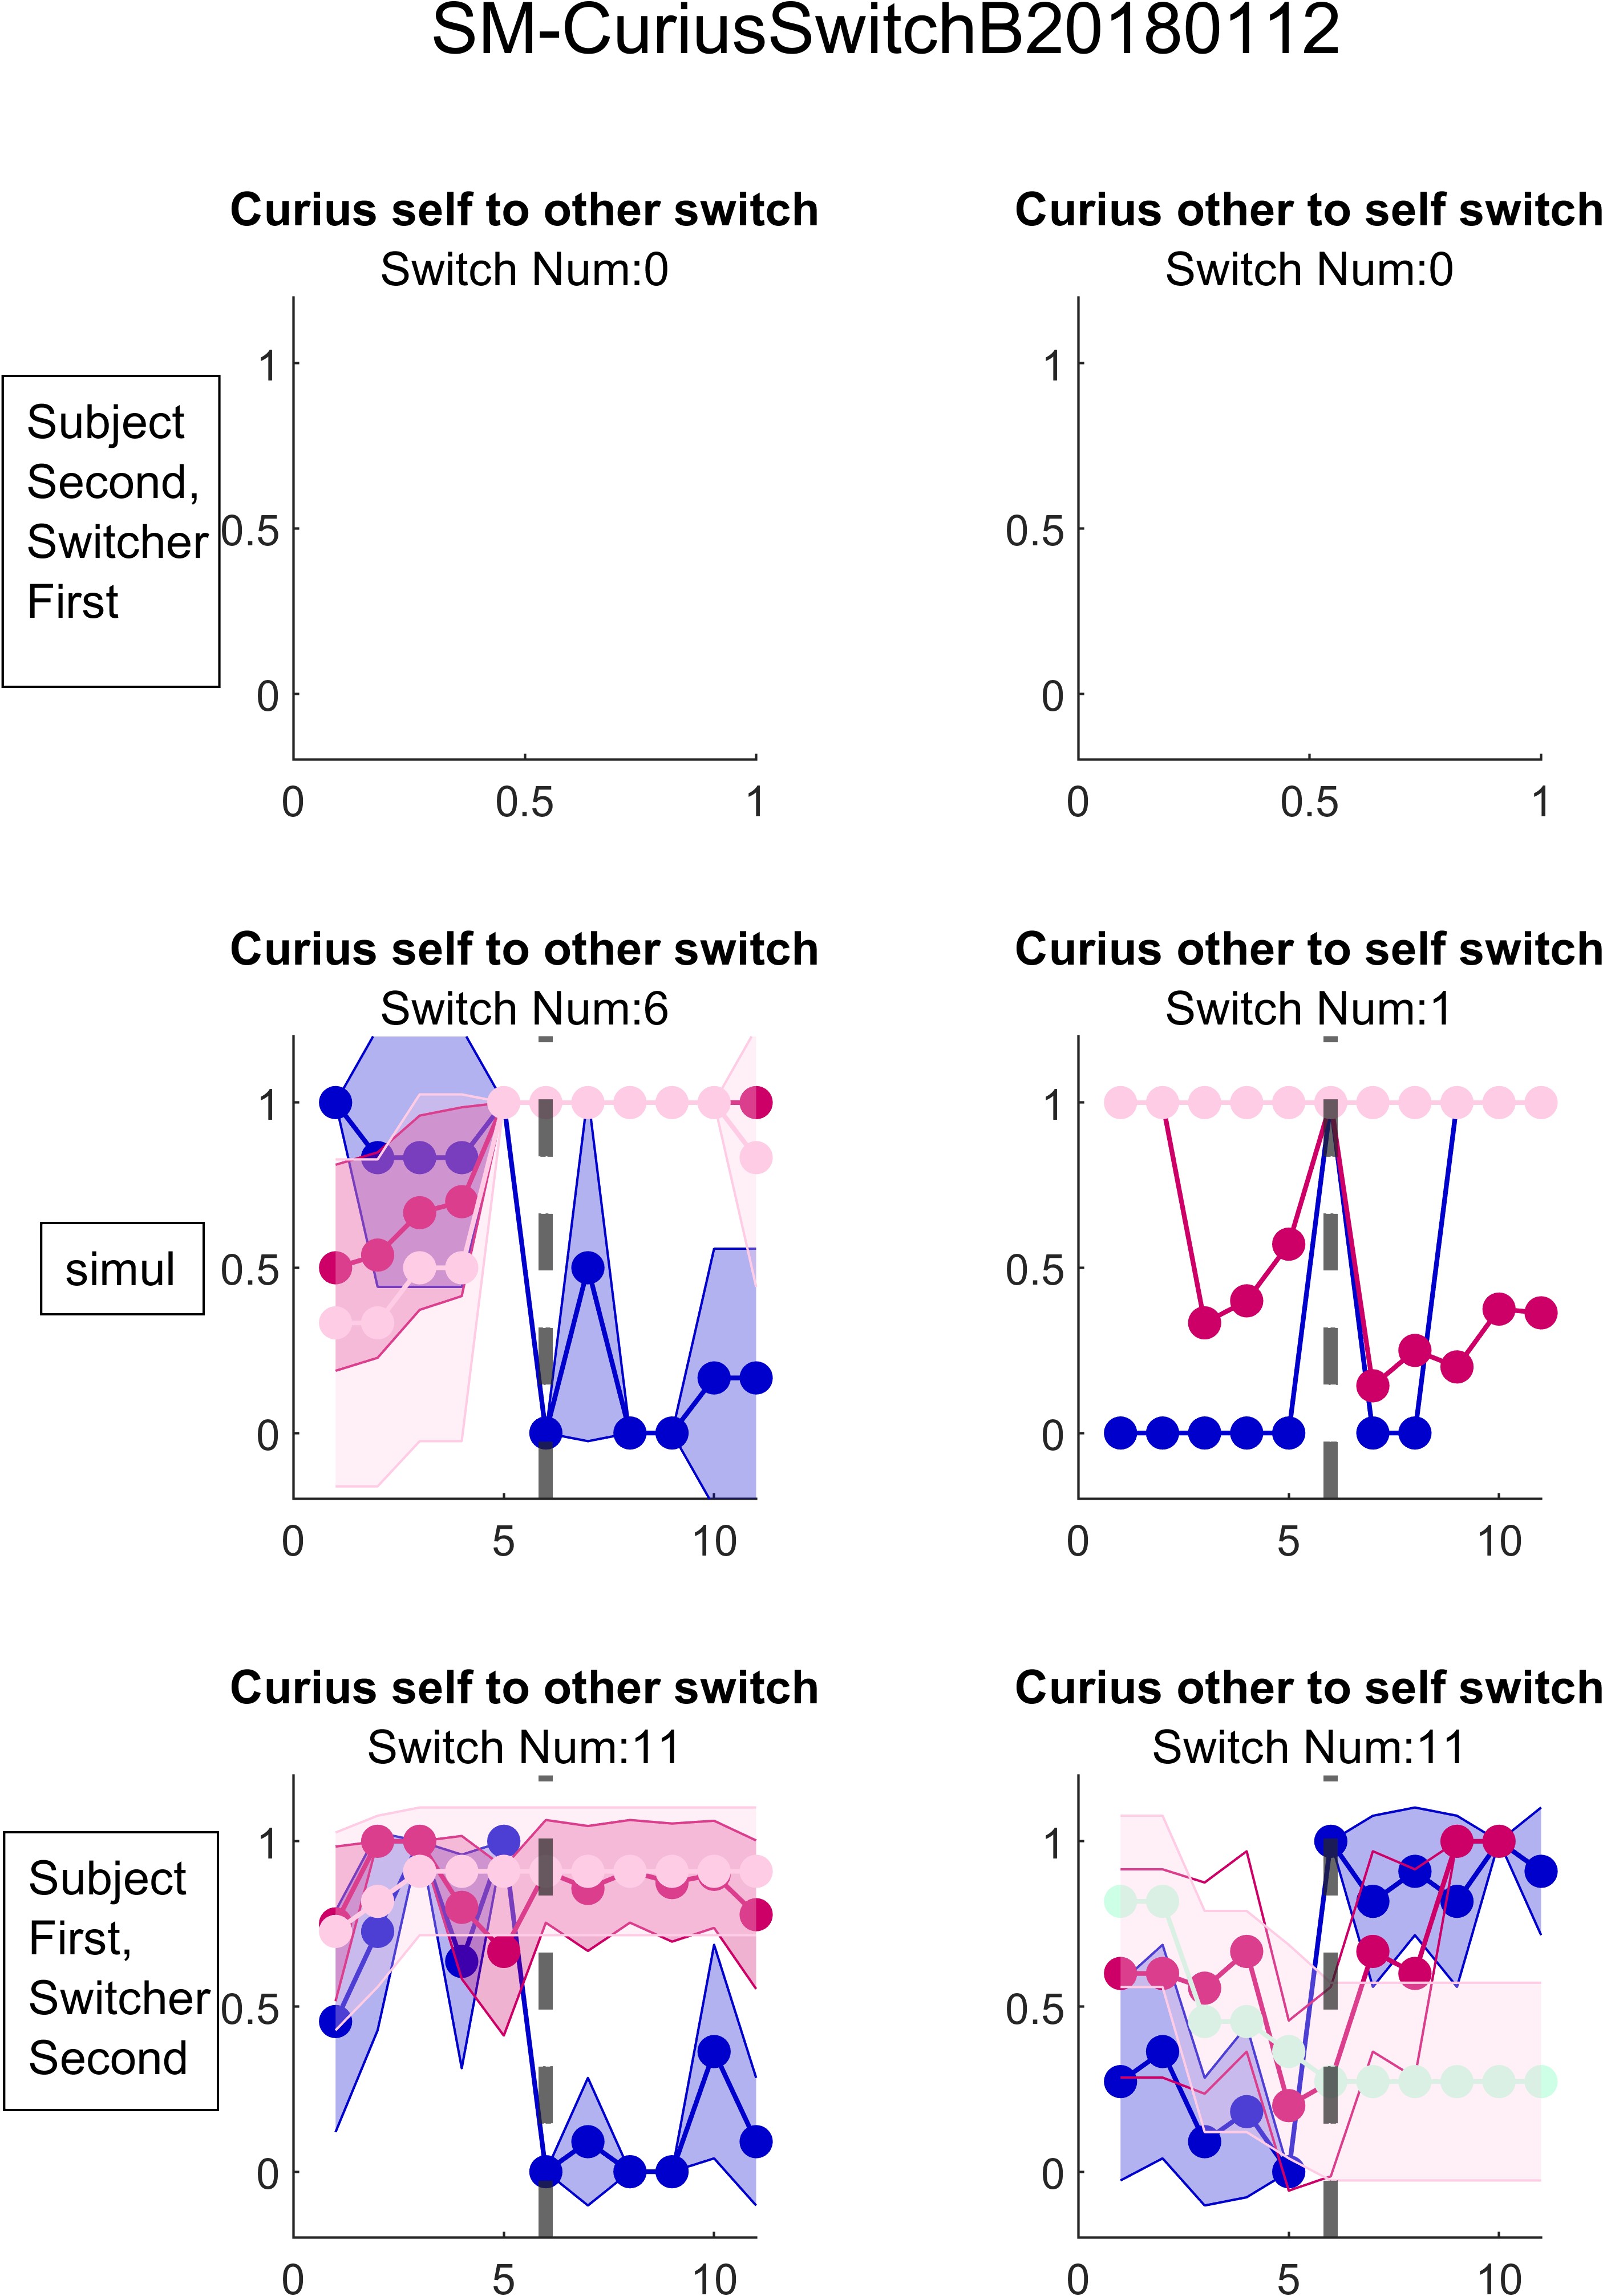 SM-CuriusSwitchB20180112
Curius self to other switch
Switch Num:0
Curius other to self switch
Switch Num:0
Subject
Second,
Switcher
First
1
0.5
0
0
0.5
1
1
0.5
0
0
0.5
1
Curius self to other switch
Switch Num:6
Curius other to self switch
Switch Num:1
simul
1
0.5
0
0
5
10
1
0.5
0
0
5
10
Curius self to other switch
Switch Num:11
Curius other to self switch
Switch Num:11
Subject
First,
Switcher
Second
1
0.5
0
0
5
10
1
0.5
0
0
5
10